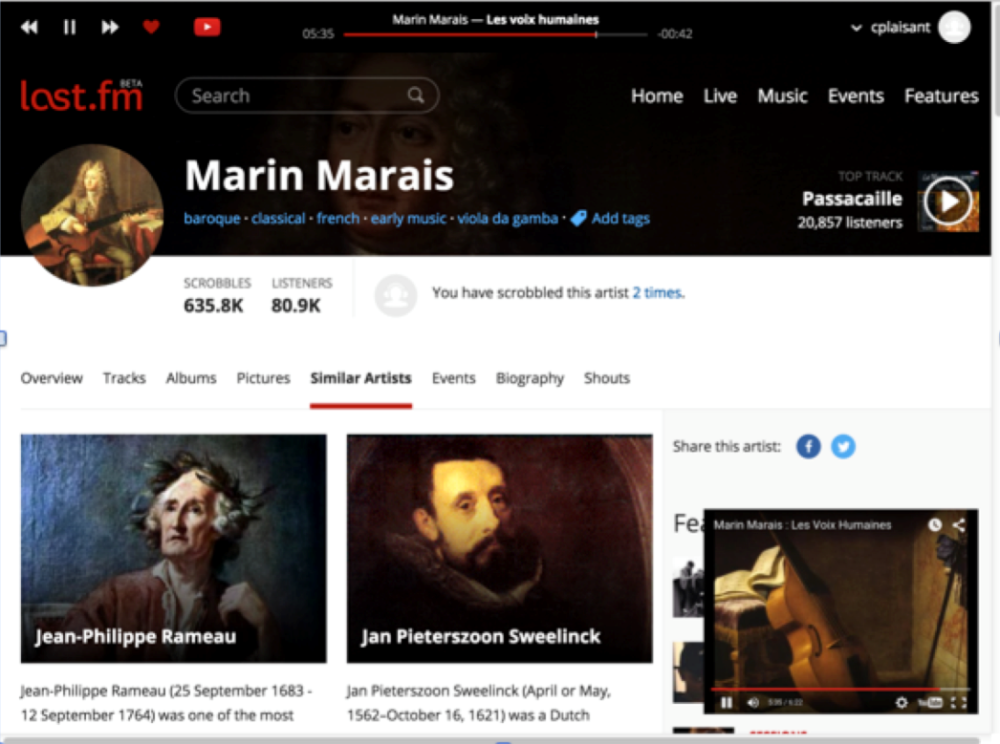 Marin Marais — Les voix humaines
05:35 -00:42
cplaisant
last.fm BETA
Search
Home Live Music Events Features
Marin Marais
baroque · classical · french · early music · viola da gamba · Add tags
TOP TRACK
Passacaille
20,857 listeners
SCROBBLES LISTENERS
635.8K 80.9K
You have scrobbled this artist 2 times.
Overview Tracks Albums Pictures Similar Artists Events Biography Shouts
Jean-Philippe Rameau
Jean-Philippe Rameau (25 September 1683 -
12 September 1764) was one of the most
Jan Pieterszoon Sweelinck
Jan Pieterszoon Sweelinck (April or May,
1562–October 16, 1621) was a Dutch
Share this artist:
Marin Marais : Les Voix Humaines
5:35 / 6:22